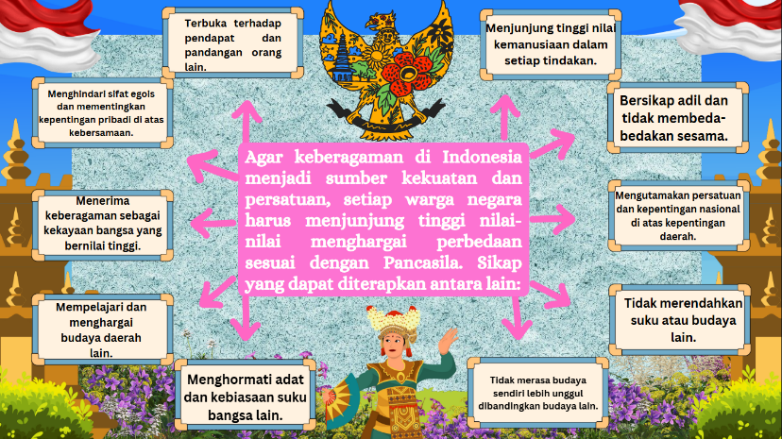 Terbuka terhadap
pendapat dan
pandangan orang
lain.
Menjunjung tinggi nilai
kemanusiaan dalam
setiap tindakan.
Menghindari sifat egois
dan mementingkan
kepentingan pribadi di atas
kebersamaan.
Bersikap adil dan
tidak membeda-
bedakan sesama.
Agar keberagaman di Indonesia
menjadi sumber kekuatan dan
persatuan, setiap warga negara
harus menjunjung tinggi nilai-
nilai menghargai perbedaan
sesuai dengan Pancasila. Sikap
yang dapat diterapkan antara lain:
Menerima
keberagaman sebagai
kekayaan bangsa yang
bernilai tinggi.
Mengutamakan persatuan
dan kepentingan nasional
di atas kepentingan
daerah.
Mempelajari dan
menghargai
budaya daerah
lain.
Tidak merendahkan
suku atau budaya
lain.
Menghormati adat
dan kebiasaan suku
bangsa lain.
Tidak merasa budaya
sendiri lebih unggul
dibandingkan budaya lain.